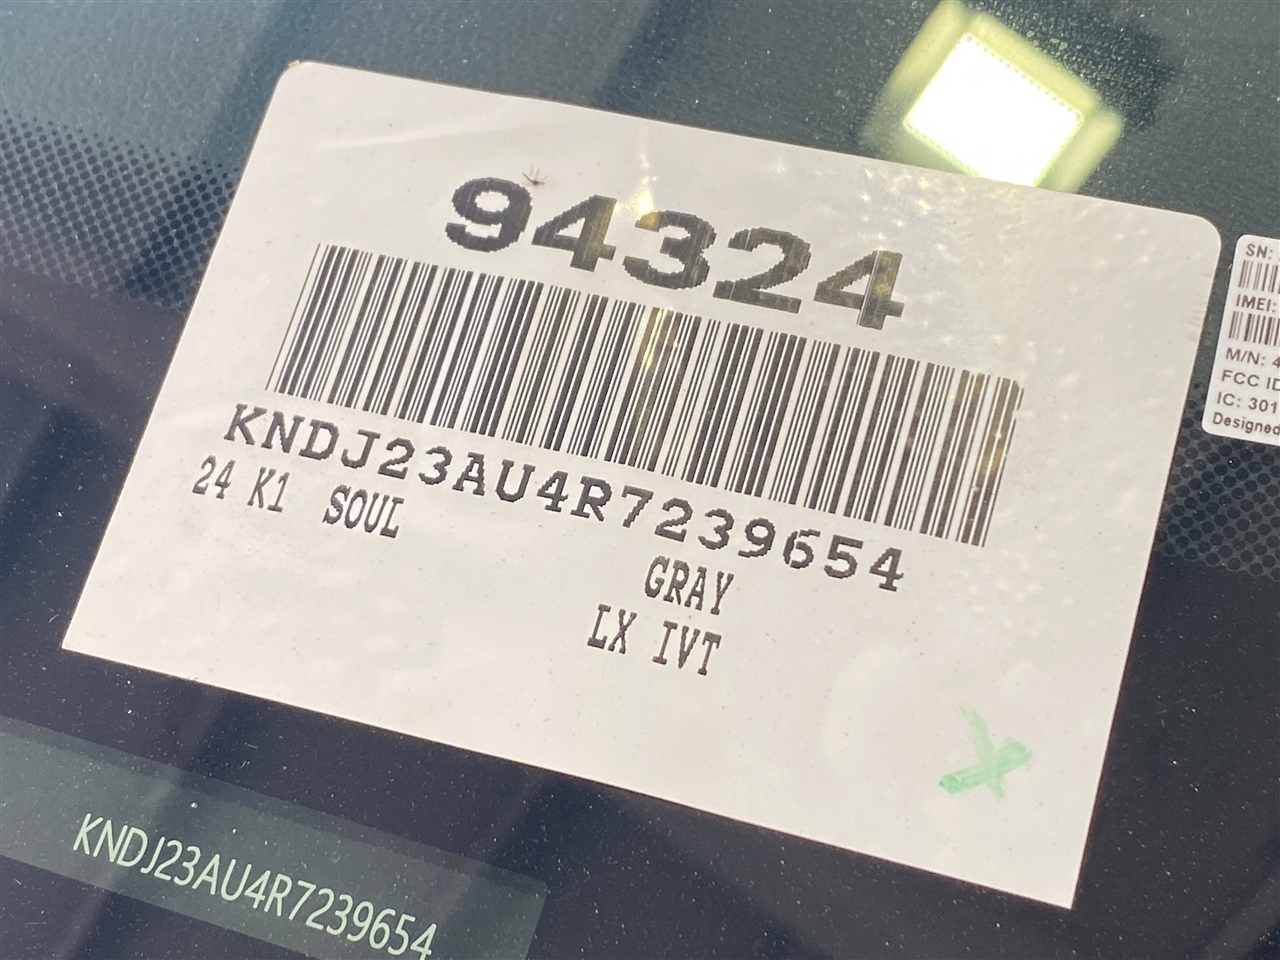 94324
KNDJ23AU4R7239654
24 K1 SOUL
GRAY
LX IVT
KNDJ23AU4R7239654
SN:
IMEI:
M/N: 4
FCC ID
IC: 301
Designed